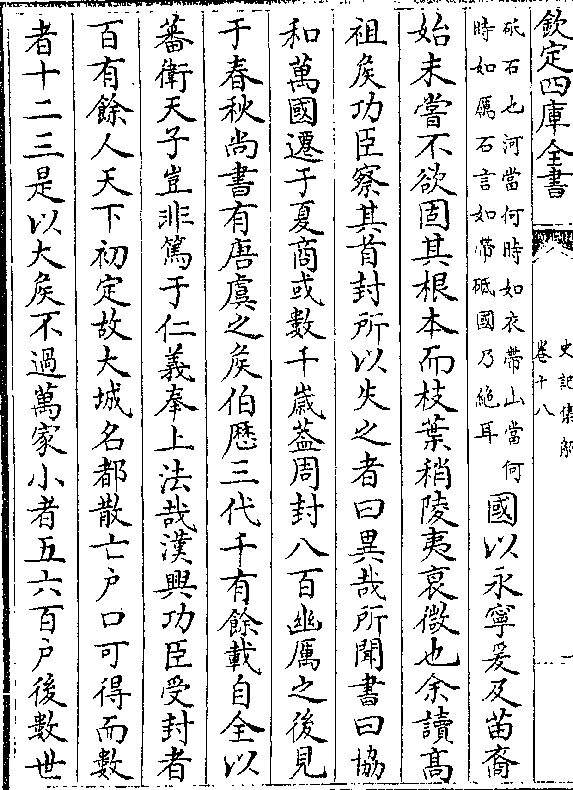 欽定四庫全書
史記集解
卷十八
砥石也河當何時如衣帶山當何
時如厲石言如帶砥國乃絶耳
國以永寧爰及苗裔
始未嘗不欲固其根本而枝葉稍陵夷衰微也余讀髙
祖矦功臣察其首封所以失之者曰異哉所聞書曰協
和萬國遷于夏商或數千嵗葢周封八百幽厲之後見
于春秋尚書有唐虞之矦伯歴三代千有餘載自全以
蕃衛天子豈非篤于仁義奉上法哉漢興功臣受封者
百有餘人天下初定故大城名都散亡户口可得而數
者十二三是以大矦不過萬家小者五六百户後數世